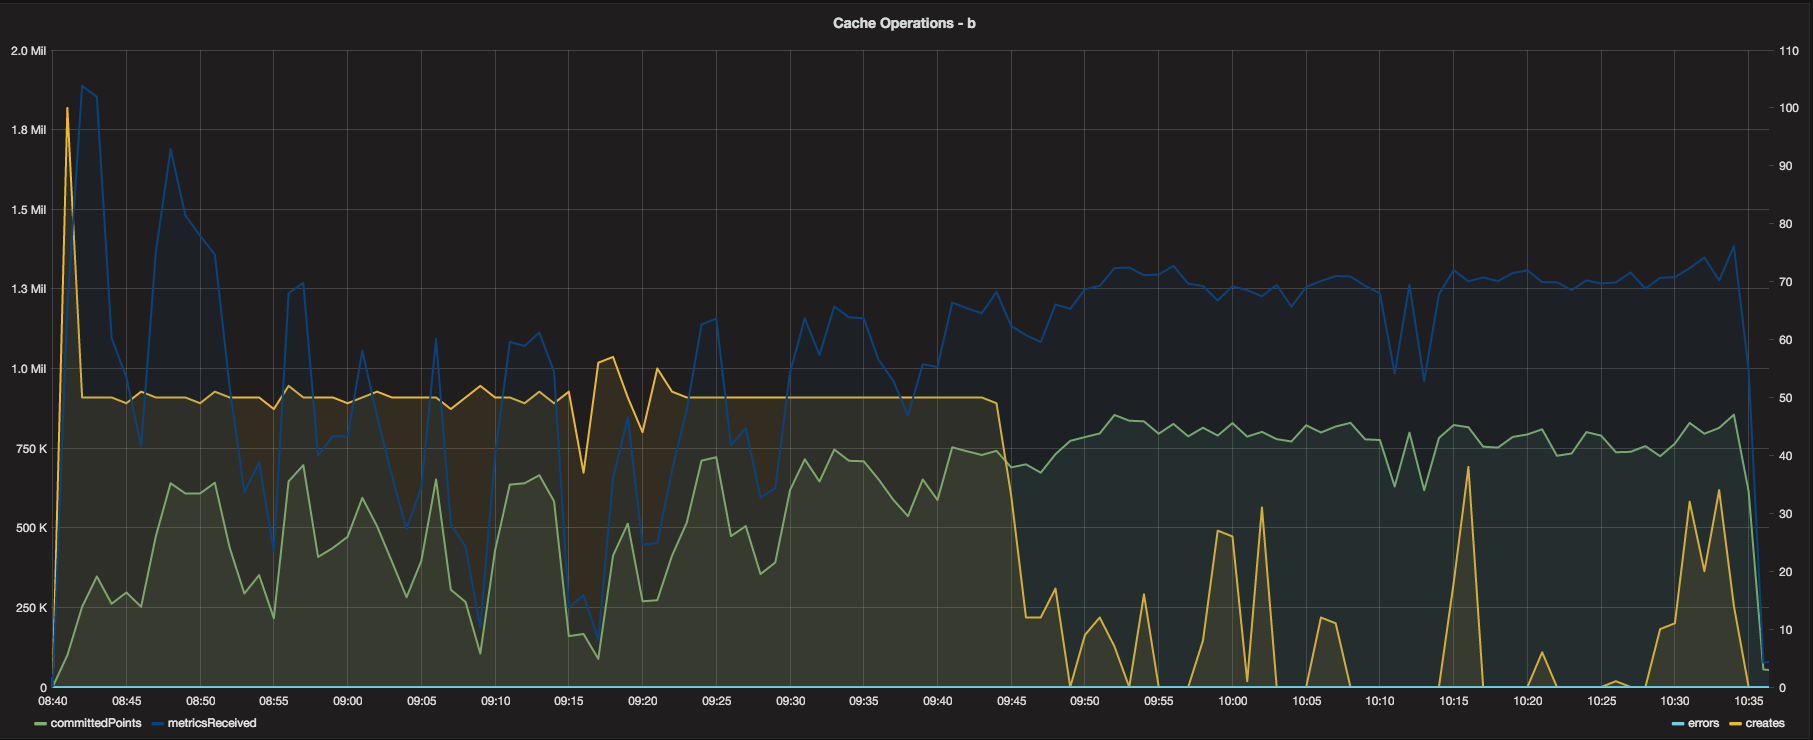 Cache Operations - b
2.0 Mil
1.8 Mil
1.5 Mil
1.3 Mil
1.0 Mil
750 K
500 K
250 K
0
110
100
90
80
70
60
50
40
30
20
10
0
08:40 08:45 08:50 08:55 09:00 09:05 09:10 09:15 09:20 09:25 09:30 09:35 09:40 09:45 09:50 09:55 10:00 10:05 10:10 10:15 10:20 10:25 10:30 10:35
committedPoints metricsReceived errors creates